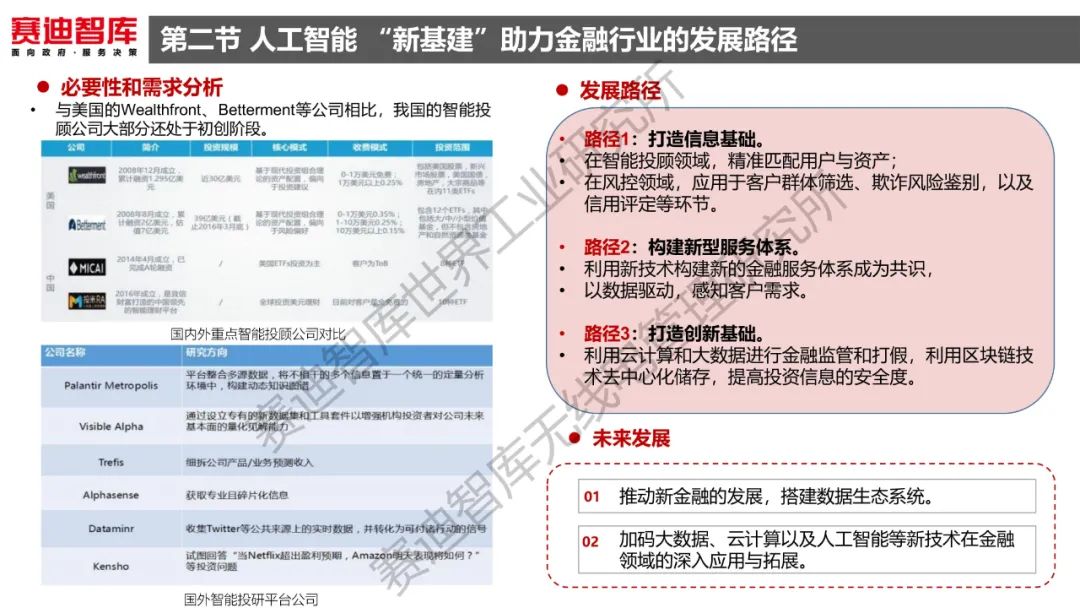 赛迪智库
面向政府·服务决策
第二节 人工智能 “新基建”助力金融行业的发展路径
必要性和需求分析
• 与美国的Wealthfront、Betterment等公司相比，我国的智能投
顾公司大部分还处于初创阶段。
公司 简介 投资规模 核心模式 收费模式 投资范围
美国
wealthfront
2008年12月成立，
累计融资1.295亿美
元
近30亿美元
基于现代投资组合理
论的资产配置，偏向
于投资建议
0-1万美元免费；
1万美元以上0.25%
包括美国股票，新兴
市场股票，美国国债，
房地产，大宗商品等
在内11类ETFs
Betterment
2008年8月成立，累
计融资2亿美元，估
值7亿美元
39亿美元（截
止2016年3月底）
基于现代投资组合理
论的资产配置，偏向
于风险偏好
0-1万美元0.35%；
1-10万美元0.25%；
10万美元以上0.15%
包含12个ETFs，其中
包括大/中/小型价值
基金，但不包含房地
产和自然资源类基金
中国
MICAI
2014年4月成立，已
完成A轮融资
/
美国ETFs投资为主
客户为ToB
投米RA
2016年成立，是宜信
财富打造的中国领先
的智能理财平台
/
全球投资美元理财
10种ETF
国内外重点智能投顾公司对比
公司名称 研究方向
Palantir Metropolis
平台整合多源数据，将不相干的多个信息置于一个统一的定量分析
环境中，构建动态知识图谱
Visible Alpha
通过设立专有的新数据集和工具套件以增强机构投资者对公司未来
基本面的量化见解能力
Trefis 细拆公司产品/业务预测收入
Alphasense 获取专业且碎片化信息
Dataminr 收集Twitter等公共来源上的实时数据，并转化为可付诸行动的信号
Kensho
试图回答“当Netflix超出盈利预期，Amazon明天表现将如何？”
等投资问题
国外智能投研平台公司
发展路径
• 路径1：打造信息基础。
• 在智能投顾领域，精准匹配用户与资产；
• 在风控领域，应用于客户群体筛选、欺诈风险鉴别，以及
信用评定等环节。
• 路径2：构建新型服务体系。
• 利用新技术构建新的金融服务体系成为共识，
• 以数据驱动，感知客户需求。
• 路径3：打造创新基础。
• 利用云计算和大数据进行金融监管和打假，利用区块链技
术去中心化储存，提高投资信息的安全度。
未来发展
01 推动新金融的发展，搭建数据生态系统。
02 加码大数据、云计算以及人工智能等新技术在金融
领域的深入应用与拓展。
赛迪智库世界工业研究所
赛迪智库无线电管理研究所